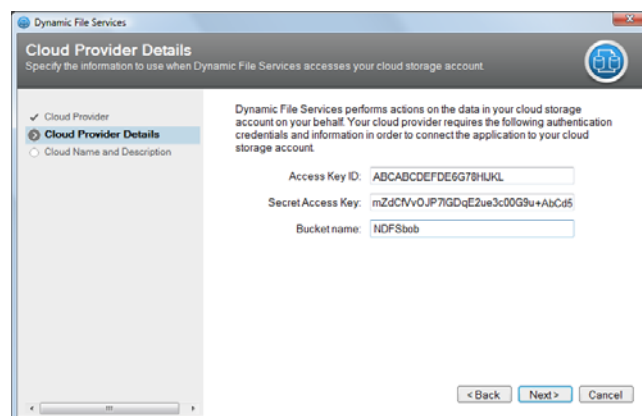 Dynamic File Services
Cloud Provider Details
Specify the information to use when Dynamic File Services accesses your cloud storage account.
Cloud Provider
Cloud Provider Details
Cloud Name and Description
Dynamic File Services performs actions on the data in your cloud storage
account on your behalf. Your cloud provider requires the following authentication
credentials and information in order to connect the application to your cloud
storage account.
Access Key ID: ABCABCDEFDE6G78HIJKL
Secret Access Key: mZdCfVvOJP7IGDqE2ue3c00G9u+AbCd5
Bucket name: NDFSbob
< Back Next > Cancel